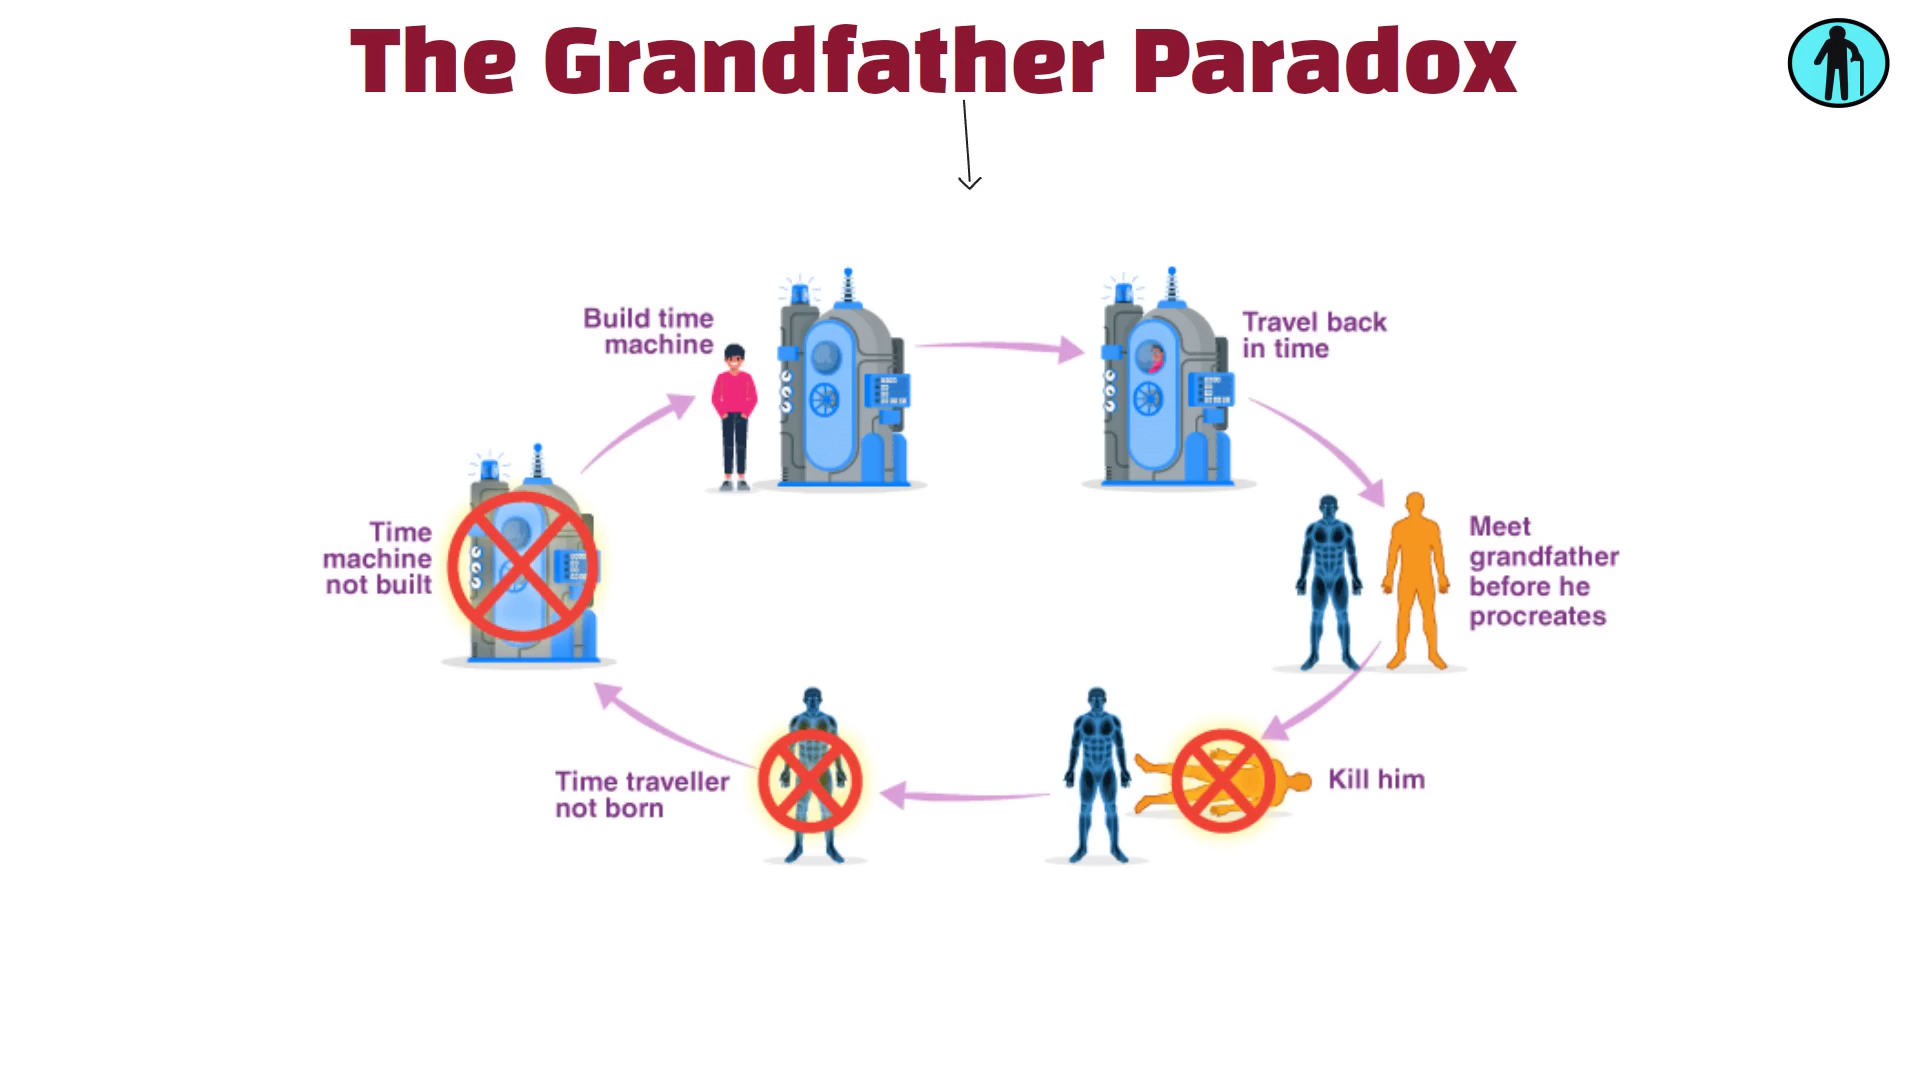 The Grandfather Paradox
Build time
machine
Travel back
in time
Meet
grandfather
before he
procreates
Kill him
Time traveller
not born
Time
machine
not built